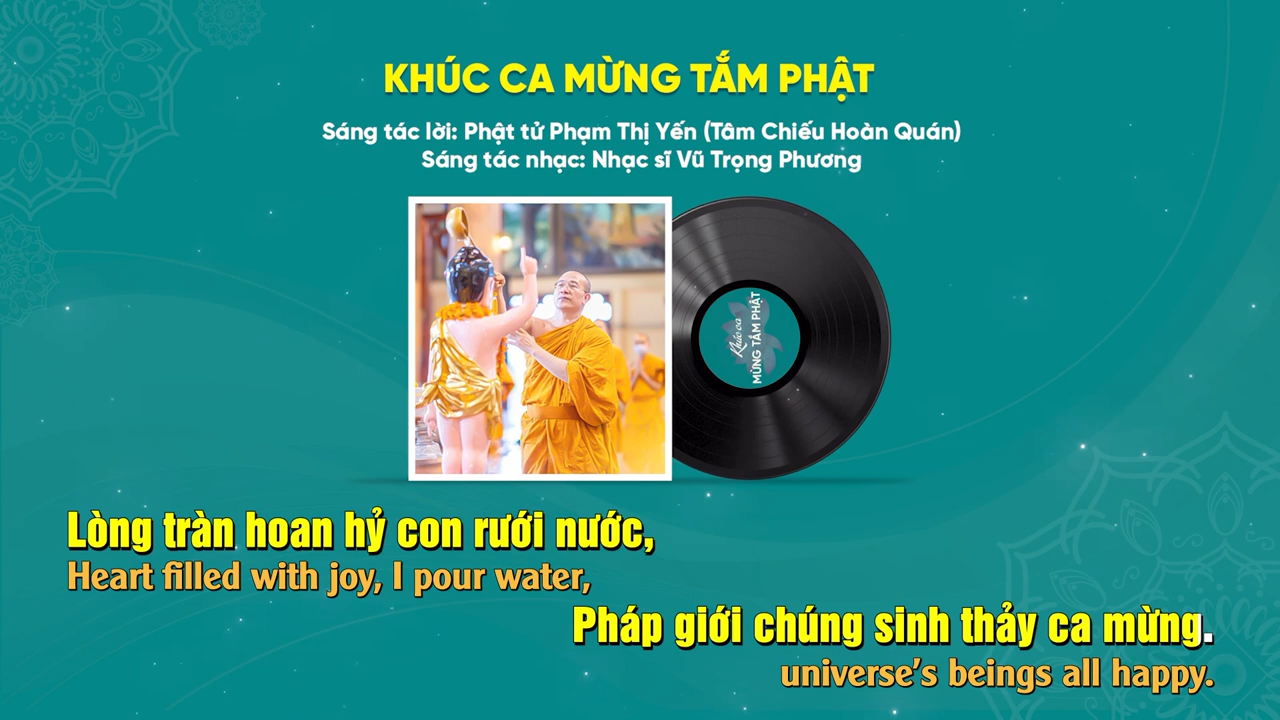 KHÚC CA MỪNG TẮM PHẬT
Sáng tác lời: Phật tử Phạm Thị Yến (Tâm Chiếu Hoàn Quán)
Sáng tác nhạc: Nhạc sĩ Vũ Trọng Phương
Khúc ca
MỪNG TẮM PHẬT
Lòng tràn hoan hỷ con rưới nước,
Heart filled with joy, I pour water,
Pháp giới chúng sinh thảy ca mừng.
universe's beings all happy.